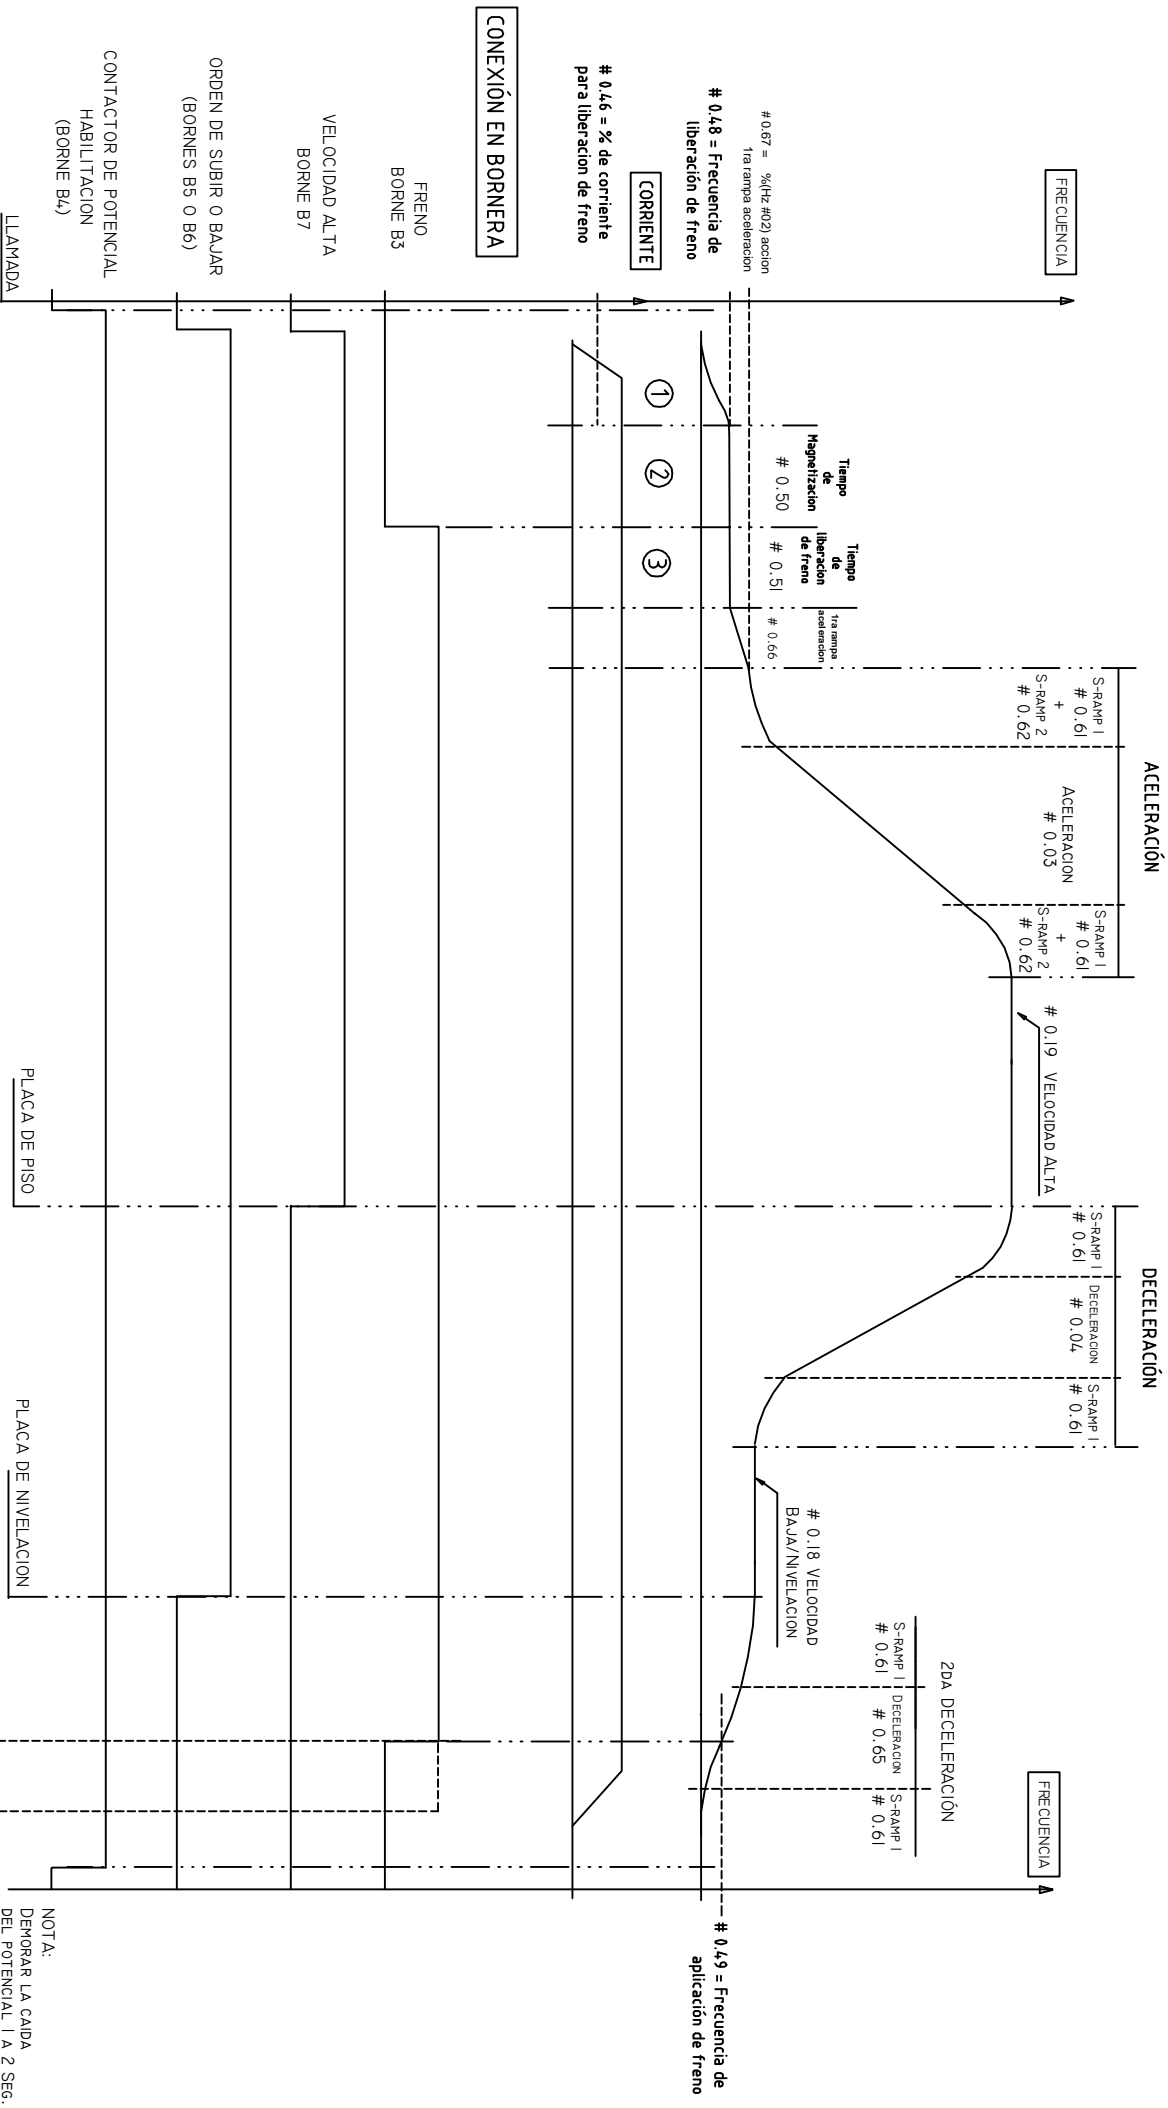 ACELERACIÓN
DECELERACIÓN
FRECUENCIA
S-RAMP 1
# 0.61
+
S-RAMP 2
# 0.62
ACELERACION
# 0.03
S-RAMP 1
# 0.61
+
S-RAMP 2
# 0.62
# 0.19 VELOCIDAD ALTA
S-RAMP 1
# 0.61
DECELERACION
# 0.04
S-RAMP 1
# 0.61
FRECUENCIA
2DA DECELERACIÓN
S-RAMP 1
# 0.61
DECELERACION
# 0.65
S-RAMP 1
# 0.61
# 0.18 VELOCIDAD
BAJA/NIVELACION
Tiempo
de
Magnetizacion
# 0.50
Tiempo
de
liberacion
de freno
# 0.51
1ra rampa
aceleracion
# 0.66
# 0.67 = %(Hz #02) accion
1ra rampa aceleracion
# 0.48 = Frecuencia de
liberación de freno
# 0.49 = Frecuencia de
aplicación de freno
CORRIENTE
1
2
3
# 0.46 = % de corriente
para liberacion de freno
CONEXIÓN EN BORNERA
FRENO
BORNE B3
VELOCIDAD ALTA
BORNE B7
ORDEN DE SUBIR O BAJAR
(BORNES B5 O B6)
CONTACTOR DE POTENCIAL
HABILITACION
(BORNE B4)
LLAMADA
PLACA DE PISO
PLACA DE NIVELACION
NOTA:
DEMORAR LA CAIDA
DEL POTENCIAL 1 A 2 SEG.